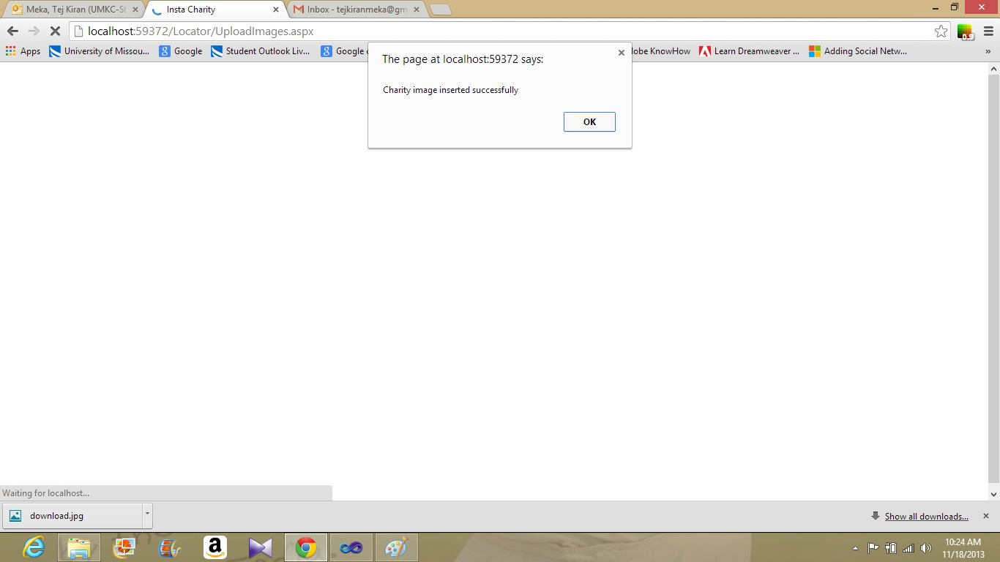 Meka, Tej Kiran (UMKC-St
Insta Charity
Inbox - tejkiranmeka@gm
localhost:59372/Locator/UploadImages.aspx
0.9
Apps
University of Missou...
Google
Student Outlook Liv...
Google
obe KnowHow
Learn Dreamweaver ...
Adding Social Netw...
»
The page at localhost:59372 says:
Charity image inserted successfully
OK
Waiting for localhost...
download.jpg
Show all downloads...
10:24 AM
11/18/2013